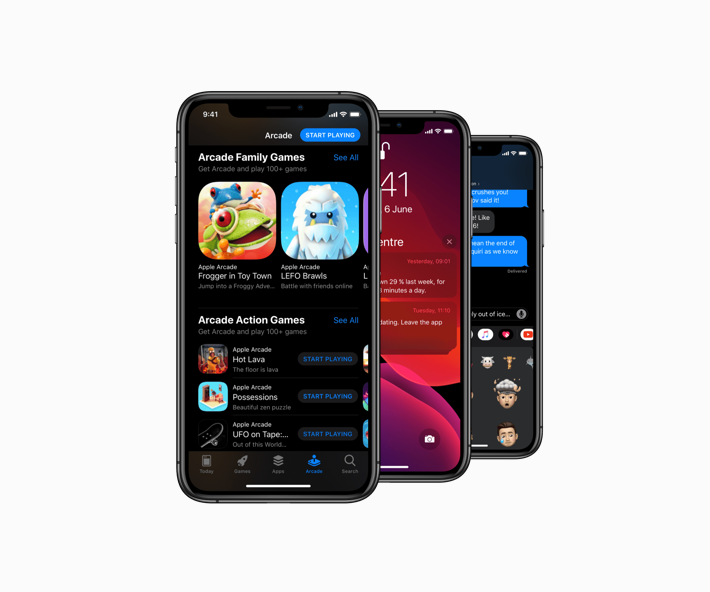 9:41
Arcade
START PLAYING
Arcade Family Games
See All
Get Arcade and play 100+ games
Apple Arcade
Frogger in Toy Town
Jump into a Froggy Adve...
Apple Arcade
LEFO Brawls
Battle with friends online
L
Arcade Action Games
See All
Get Arcade and play 100+ games
Apple Arcade
Hot Lava
The floor is lava
START PLAYING
Apple Arcade
Possessions
Beautiful zen puzzle
START PLAYING
Apple Arcade
UFO on Tape:...
Out of this World...
START PLAYING
Today
Games
Apps
Arcade
Search
41
6 June
entre
Yesterday, 09:01
wn 29 % last week, for
minutes a day.
Tuesday, 11:10
dating. Leave the app
crushes you!
said it!
e! Like
6!
mean the end of
quiri as we know
Delivered
ly out of ice...